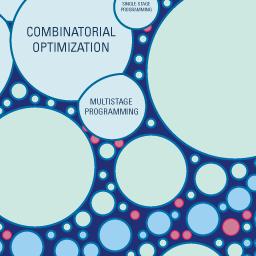 SINGLE STAGE
PROGRAMMING
COMBINATORIAL
OPTIMIZATION
MULTISTAGE
PROGRAMMING